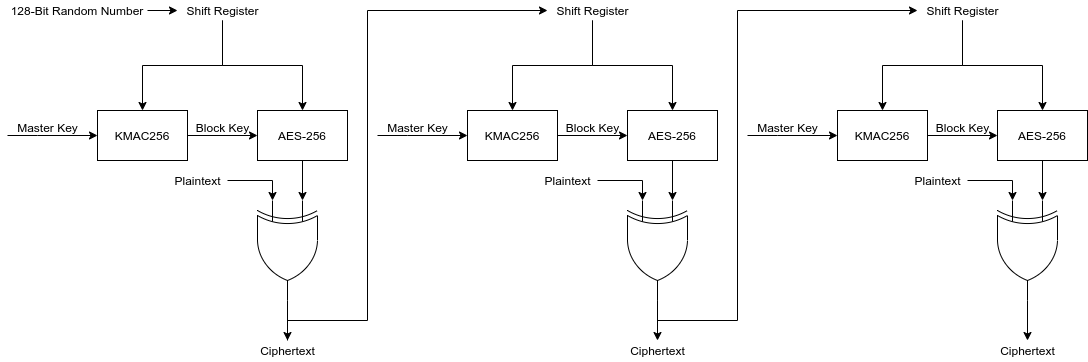 128-Bit Random Number
Shift Register
Shift Register
Shift Register
Master Key
KMAC256
Block Key
AES-256
Master Key
KMAC256
Block Key
AES-256
Master Key
KMAC256
Block Key
AES-256
Plaintext
Plaintext
Plaintext
Ciphertext
Ciphertext
Ciphertext